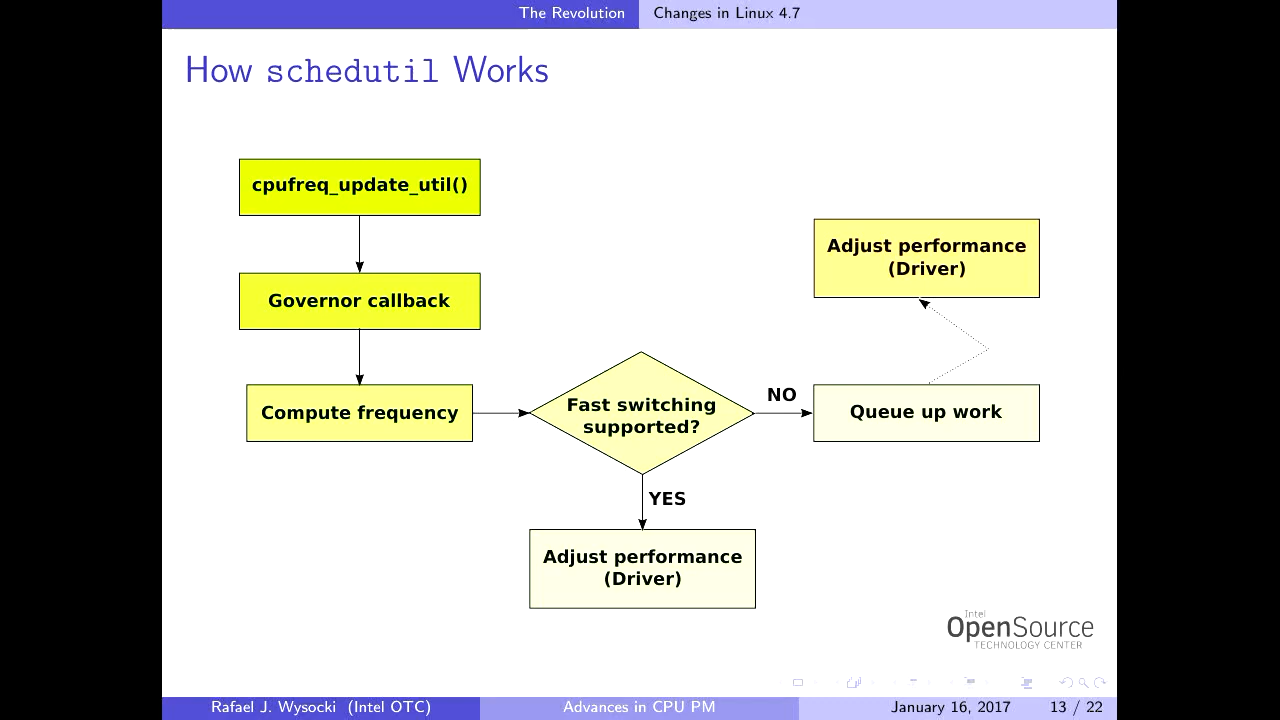 The Revolution
Changes in Linux 4.7
How schedutil Works
cpufreq_update_util()
Governor callback
Compute frequency
Fast switching
supported?
NO
Queue up work
Adjust performance
(Driver)
YES
Adjust performance
(Driver)
Intel
OpenSource
TECHNOLOGY CENTER
Rafael J. Wysocki (Intel OTC)
Advances in CPU PM
January 16, 2017
13 / 22